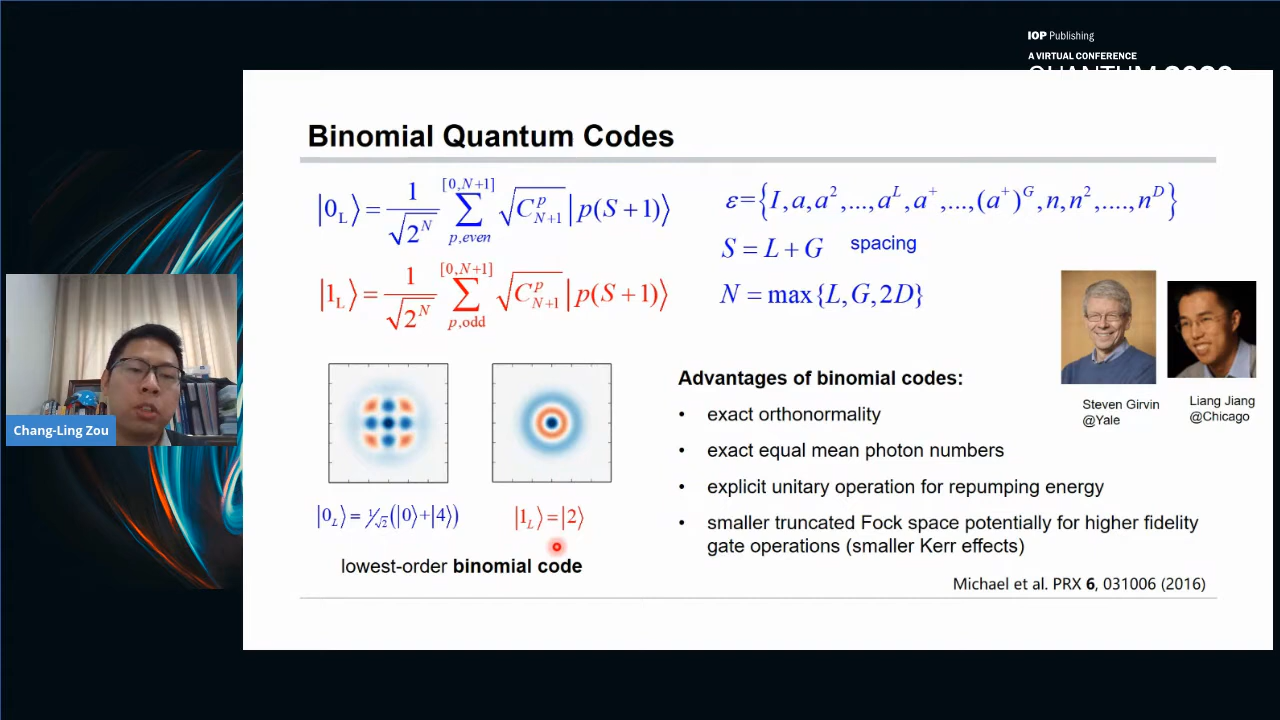 IOP Publishing
A VIRTUAL CONFERENCE
QUANTUM 2020
Binomial Quantum Codes
|0_L⟩ = 1/√2^N ∑_{p,even}^{[0,N+1]} √C_{N+1}^p |p(S+1)⟩
ε={I,a,a²,...,a^L,a⁺,...,(a⁺)^G,n,n²,....,n^D}
S = L + G spacing
|1_L⟩ = 1/√2^N ∑_{p,odd}^{[0,N+1]} √C_{N+1}^p |p(S+1)⟩
N = max{L,G,2D}
Steven Girvin
@Yale
Liang Jiang
@Chicago
Chang-Ling Zou
|0_L⟩ = 1/√2(|0⟩+|4⟩)
|1_L⟩ = |2⟩
lowest-order binomial code
Advantages of binomial codes:
• exact orthonormality
• exact equal mean photon numbers
• explicit unitary operation for repumping energy
• smaller truncated Fock space potentially for higher fidelity
gate operations (smaller Kerr effects)
Michael et al. PRX 6, 031006 (2016)